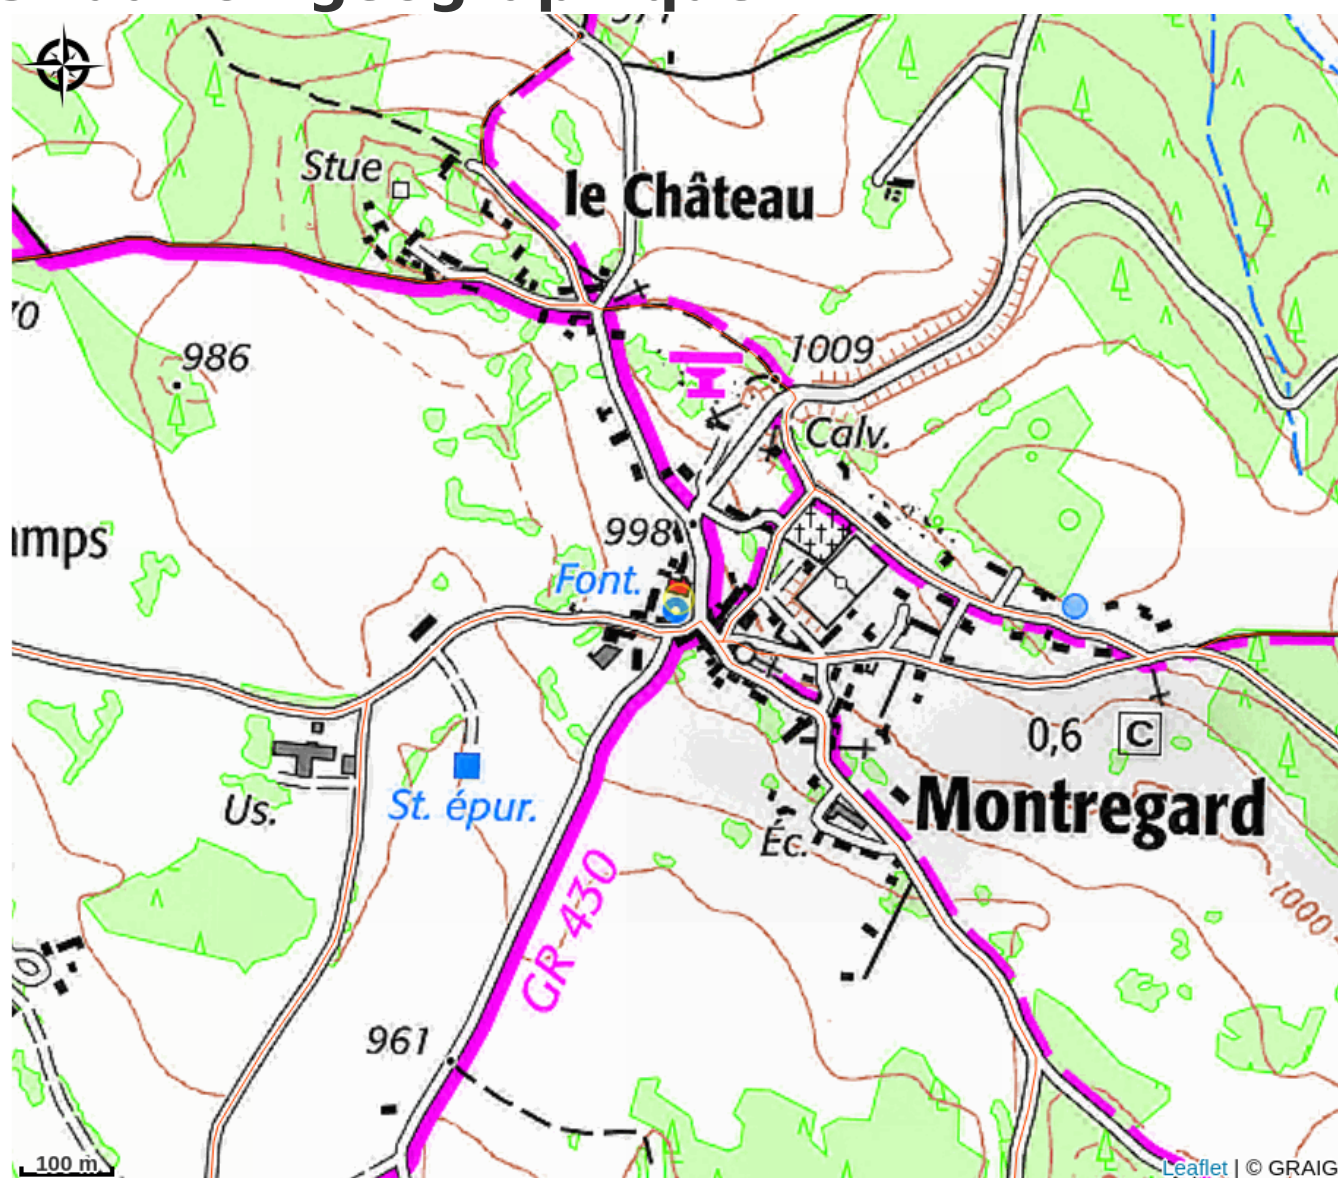 Stue
le Château
1009
986
Calv.
998
amps
Font.
0,6 C
Montregard
St. épur.
Us.
Éc.
GR 430
1000
961
100 m
Leaflet | © GRAIG